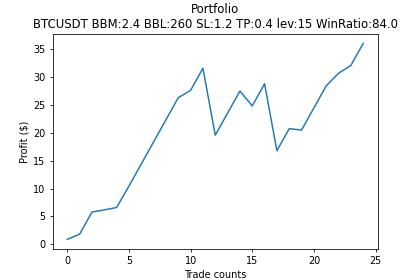 Portfolio
BTCUSDT BBM:2.4 BBL:260 SL:1.2 TP:0.4 lev:15 WinRatio:84.0
Profit ($)
35
30
25
20
15
10
5
0
0 5 10 15 20 25
Trade counts